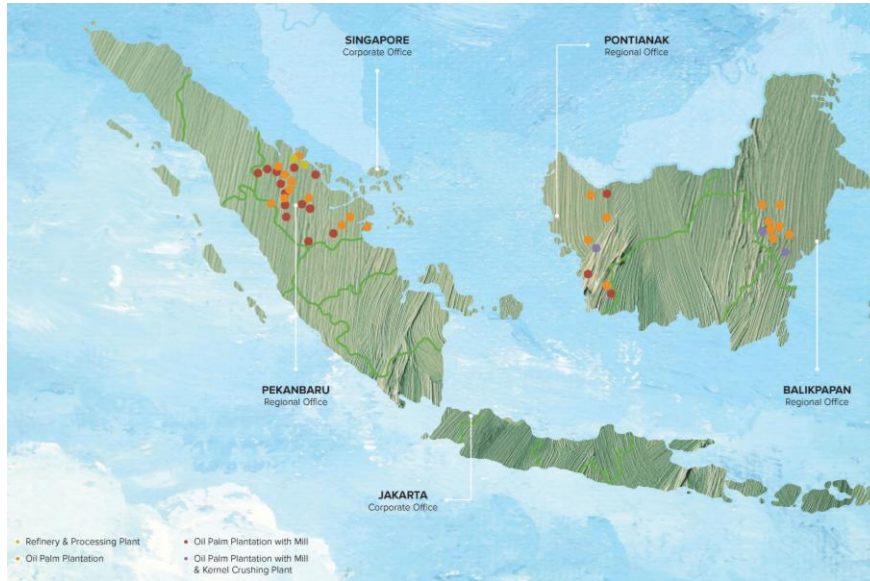 SINGAPORE
Corporate Office
PONTIANAK
Regional Office
PEKANBARU
Regional Office
BALIKPAPAN
Regional Office
JAKARTA
Corporate Office
Refinery & Processing Plant
Oil Palm Plantation
Oil Palm Plantation with Mill
Oil Palm Plantation with Mill
& Kernel Crushing Plant